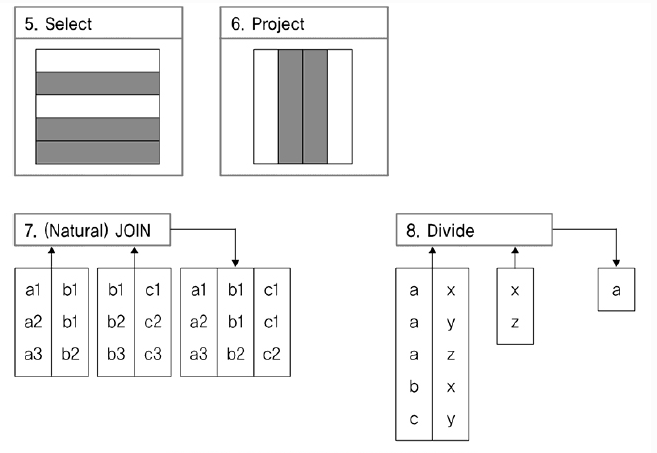 5. Select
6. Project
7. (Natural) JOIN
a1 b1
a2 b1
a3 b2
b1 c1
b2 c2
b3 c3
a1 b1 c1
a2 b1 c1
a3 b2 c2
8. Divide
a x
a y
a z
b x
c y
x
z
a